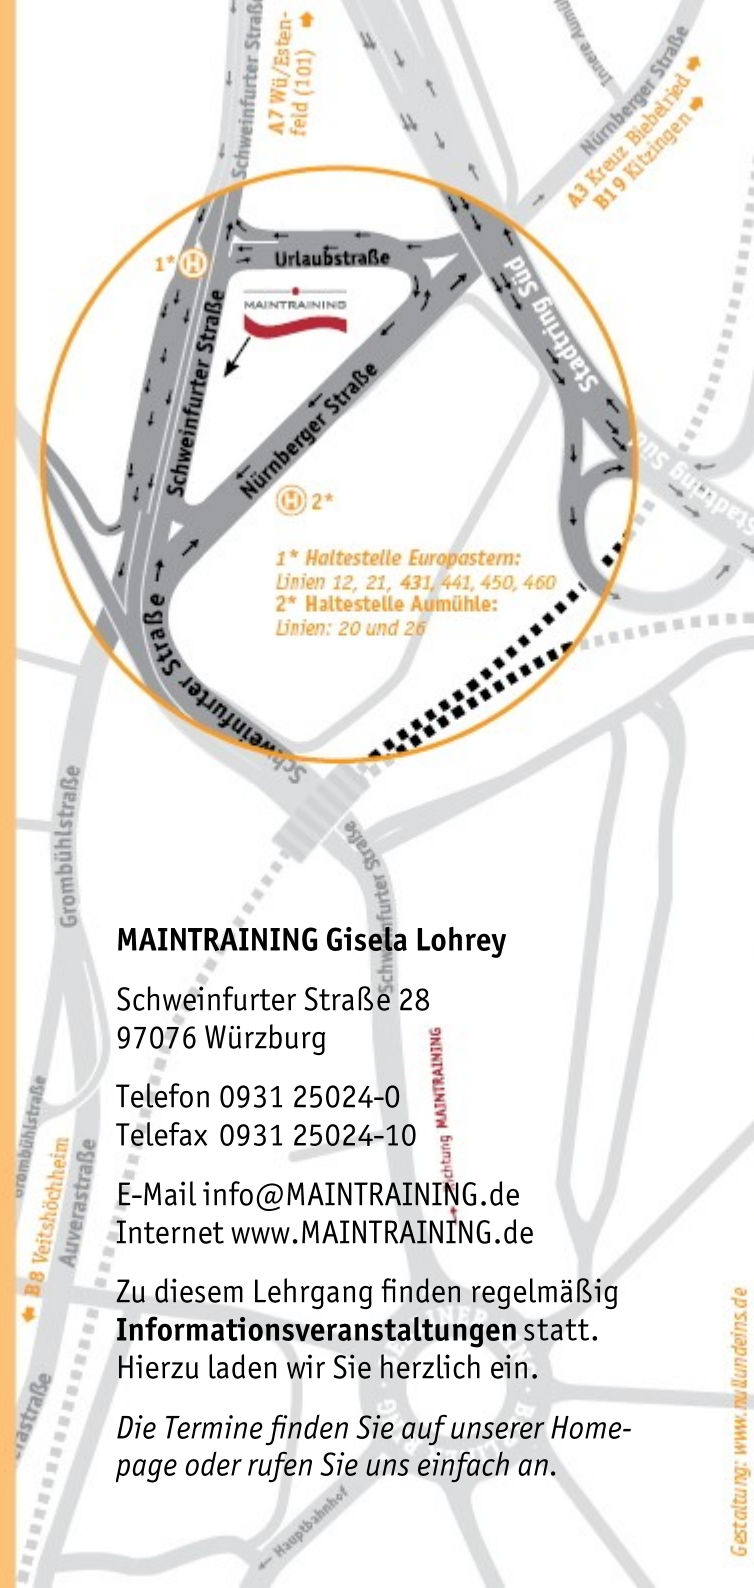 Schweinfurter Straße
A7 Wü/Esten-
feld (101)
Nürnberger Straße
A3 Kreuz Biebelried
B19 Kitzingen
1* H
Urlaubstraße
MAINTRAINING
Schweinfurter Straße
Nürnberger Straße
Stadtring Süd
Stadtring Süd
H 2*
1* Haltestelle Europastern:
Linien 12, 21, 431, 441, 450, 460
2* Haltestelle Aumühle:
Linien: 20 und 26
Schweinfurter Straße
Schweinfurter Straße
Grombühlstraße
MAINTRAINING Gisela Lohrey
Schweinfurter Straße 28
97076 Würzburg
Telefon 0931 25024-0
Telefax 0931 25024-10
Richtung MAINTRAINING
E-Mail info@MAINTRAINING.de
Internet www.MAINTRAINING.de
Grombühlstraße
B8 Veitshöchheim
Auverastraße
Zu diesem Lehrgang finden regelmäßig
Informationsveranstaltungen statt.
Hierzu laden wir Sie herzlich ein.
Die Termine finden Sie auf unserer Home-
page oder rufen Sie uns einfach an.
Hauptbahnhof
Gestaltung: www.nullundeins.de